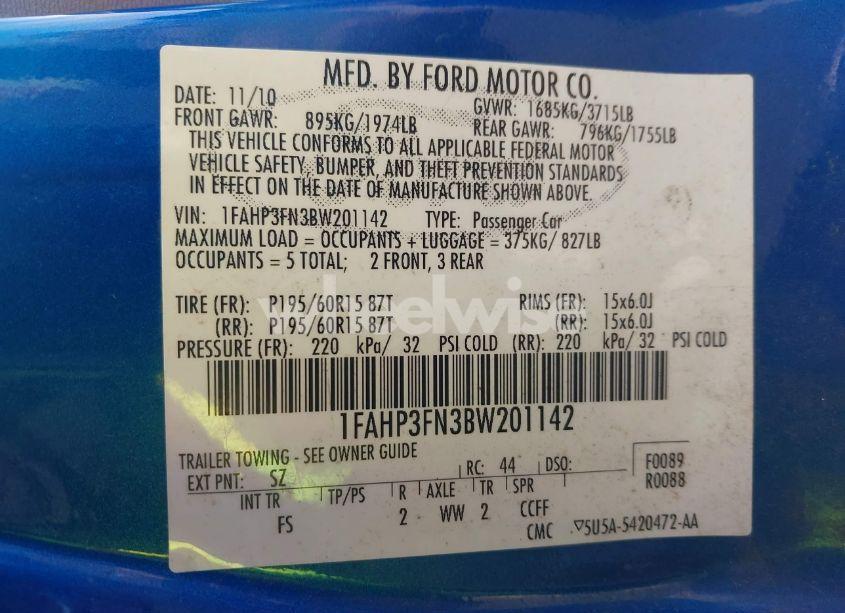 MFD. BY FORD MOTOR CO.
DATE: 11/10 GVWR: 1685KG/3715LB
FRONT GAWR: 895KG/1974LB REAR GAWR: 796KG/1755LB
THIS VEHICLE CONFORMS TO ALL APPLICABLE FEDERAL MOTOR
VEHICLE SAFETY, BUMPER, AND THEFT PREVENTION STANDARDS
IN EFFECT ON THE DATE OF MANUFACTURE SHOWN ABOVE.
VIN: 1FAHP3FN3BW201142 TYPE: Passenger Car
MAXIMUM LOAD = OCCUPANTS + LUGGAGE = 375KG/ 827LB
OCCUPANTS = 5 TOTAL; 2 FRONT, 3 REAR
TIRE (FR): P195/60R15 87T RIMS (FR): 15x6.0J
(RR): P195/60R15 87T (RR): 15x6.0J
wheelwise
PRESSURE (FR): 220 kPa/ 32 PSI COLD (RR): 220 kPa/ 32 PSI COLD
1FAHP3FN3BW201142
TRAILER TOWING - SEE OWNER GUIDE
EXT PNT: SZ RC: 44 DSO: F0089
R0088
INT TR TP/PS R AXLE TR SPR
FS 2 WW 2 CCFF
CMC 5U5A-5420472-AA